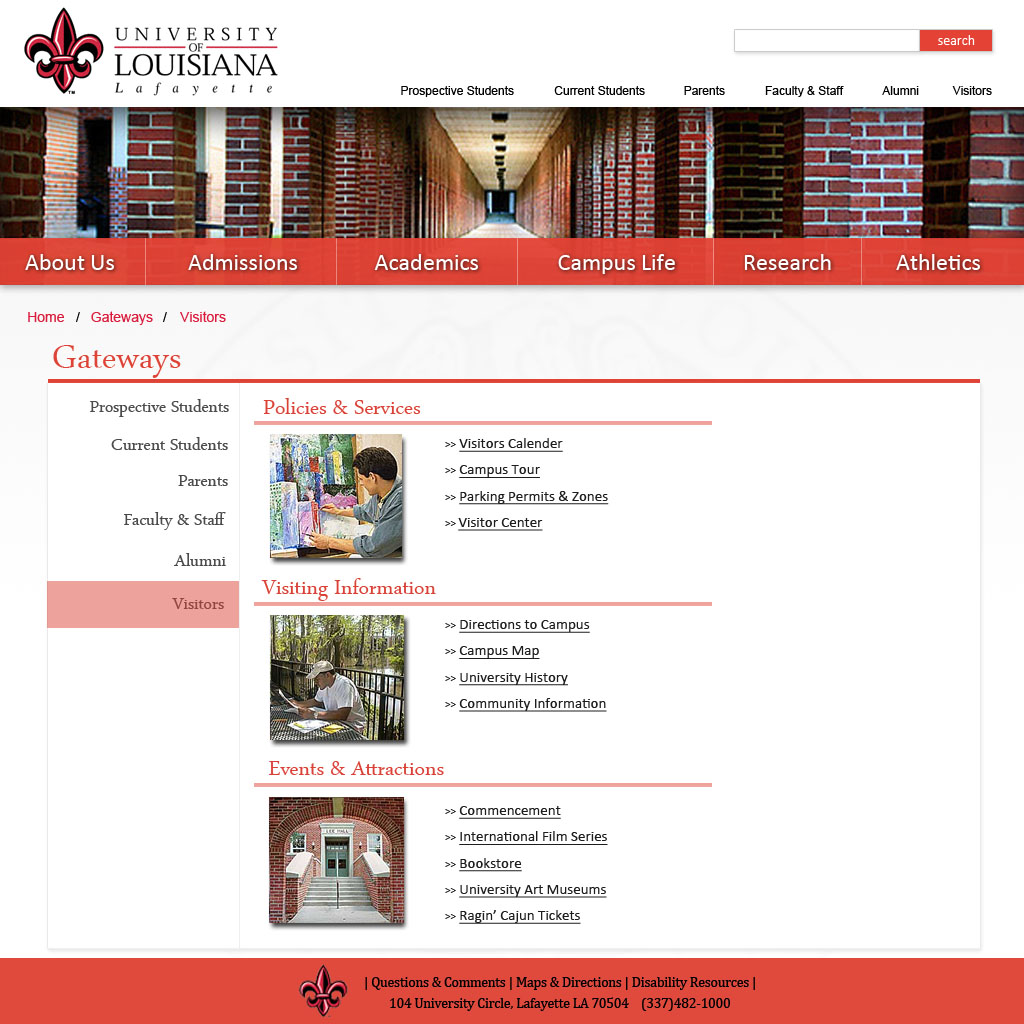 UNIVERSITY
OF
LOUISIANA
Lafayette
TM
search
Prospective Students Current Students Parents Faculty & Staff Alumni Visitors
About Us Admissions Academics Campus Life Research Athletics
Home / Gateways / Visitors
Gateways
Prospective Students
Current Students
Parents
Faculty & Staff
Alumni
Visitors
Policies & Services
>> Visitors Calender
>> Campus Tour
>> Parking Permits & Zones
>> Visitor Center
Visiting Information
>> Directions to Campus
>> Campus Map
>> University History
>> Community Information
Events & Attractions
LEE HALL
>> Commencement
>> International Film Series
>> Bookstore
>> University Art Museums
>> Ragin’ Cajun Tickets
| Questions & Comments | Maps & Directions | Disability Resources |
104 University Circle, Lafayette LA 70504 (337)482-1000